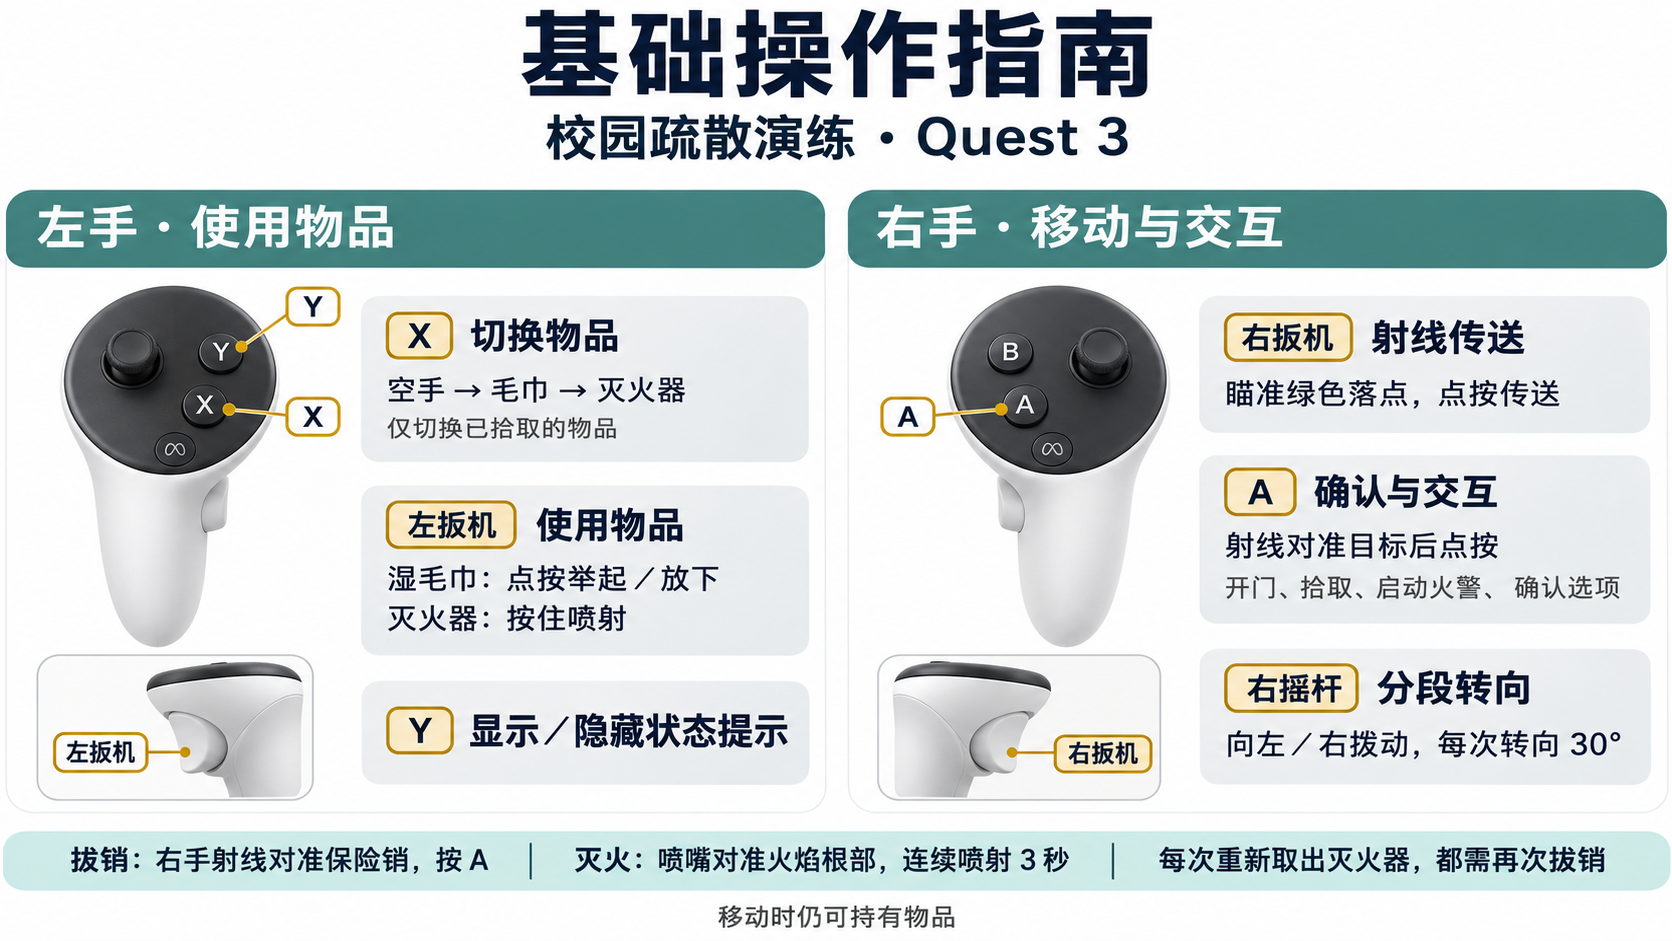 基础操作指南
校园疏散演练 · Quest 3
左手 · 使用物品
Y
X
Y
X
左扳机
X 切换物品
空手 → 毛巾 → 灭火器
仅切换已拾取的物品
左扳机 使用物品
湿毛巾：点按举起／放下
灭火器：按住喷射
Y 显示／隐藏状态提示
右手 · 移动与交互
B
A
A
右扳机
右扳机 射线传送
瞄准绿色落点，点按传送
A 确认与交互
射线对准目标后点按
开门、拾取、启动火警、确认选项
右摇杆 分段转向
向左／右拨动，每次转向 30°
拔销：右手射线对准保险销，按 A
灭火：喷嘴对准火焰根部，连续喷射 3 秒
每次重新取出灭火器，都需再次拔销
移动时仍可持有物品